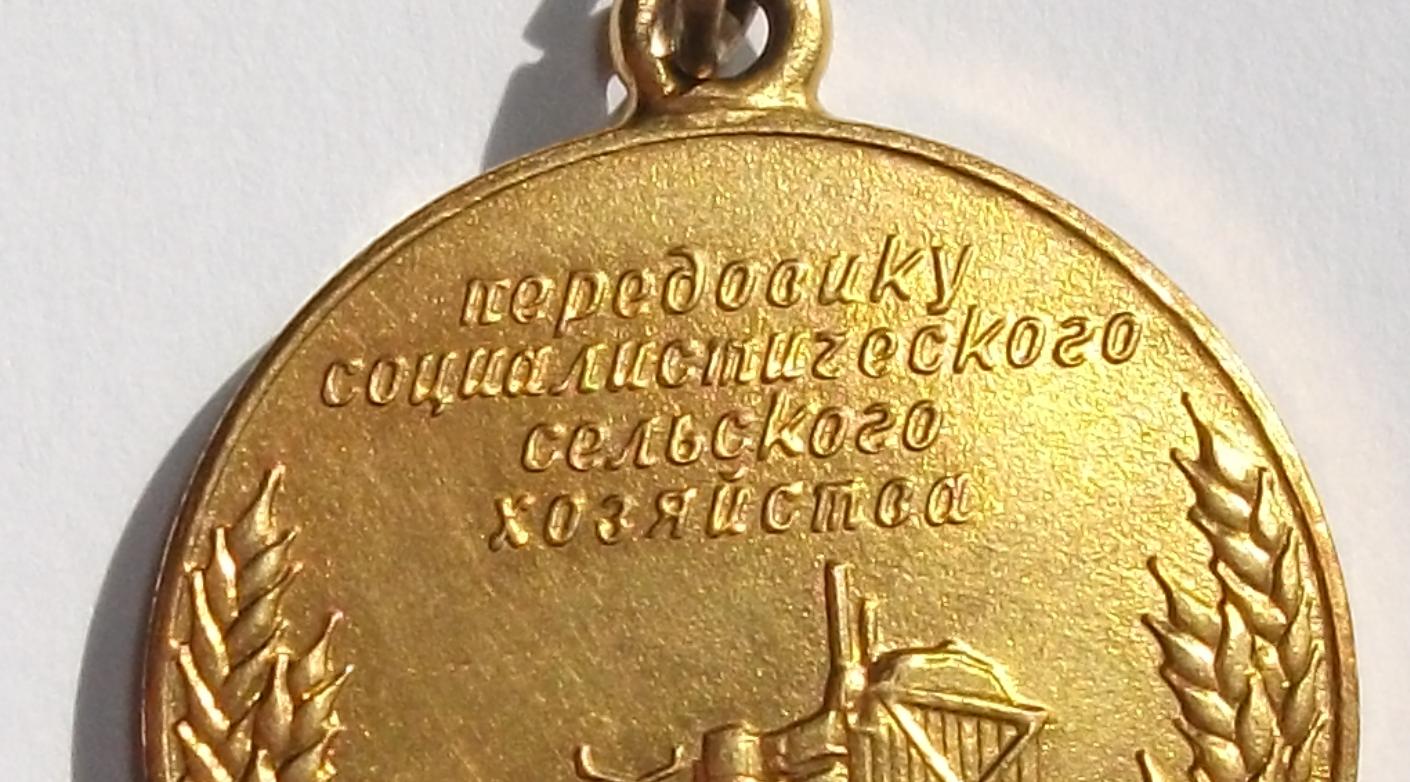 передовику
социалистического
сельского
хозяйства